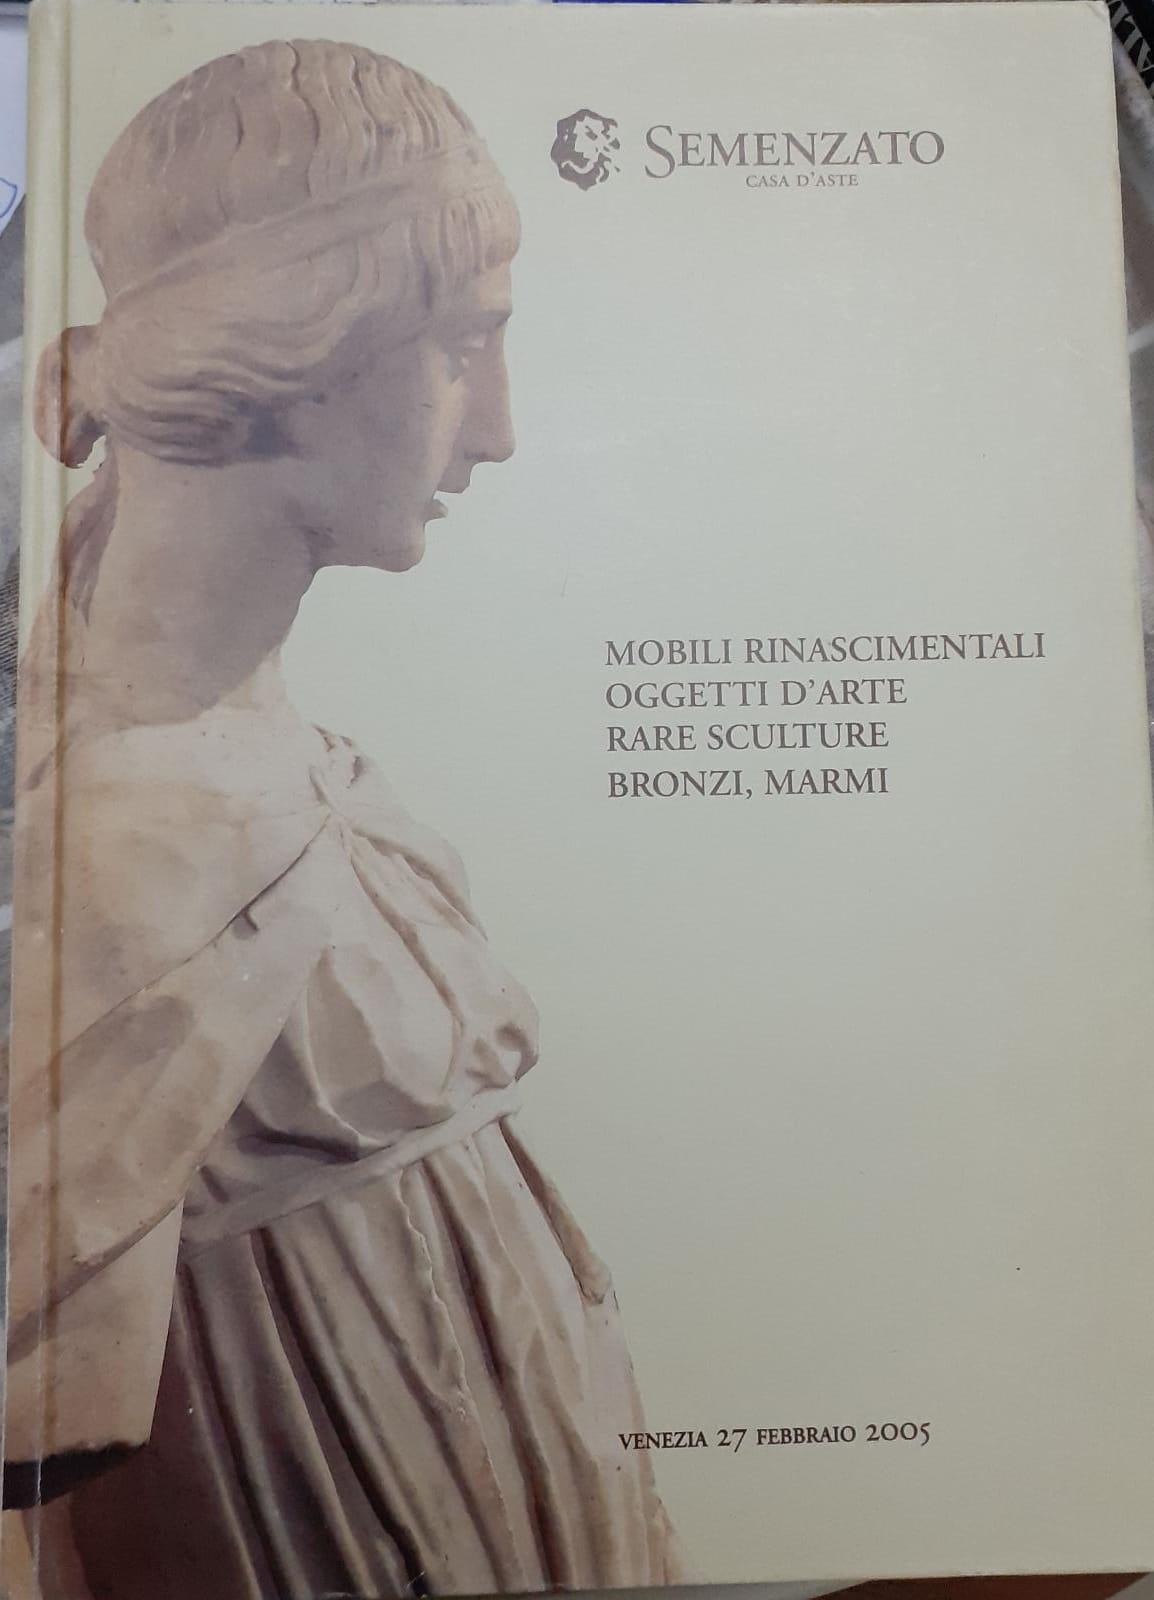 SEMENZATO
CASA D'ASTE
MOBILI RINASCIMENTALI
OGGETTI D'ARTE
RARE SCULTURE
BRONZI, MARMI
VENEZIA 27 FEBBRAIO 2005